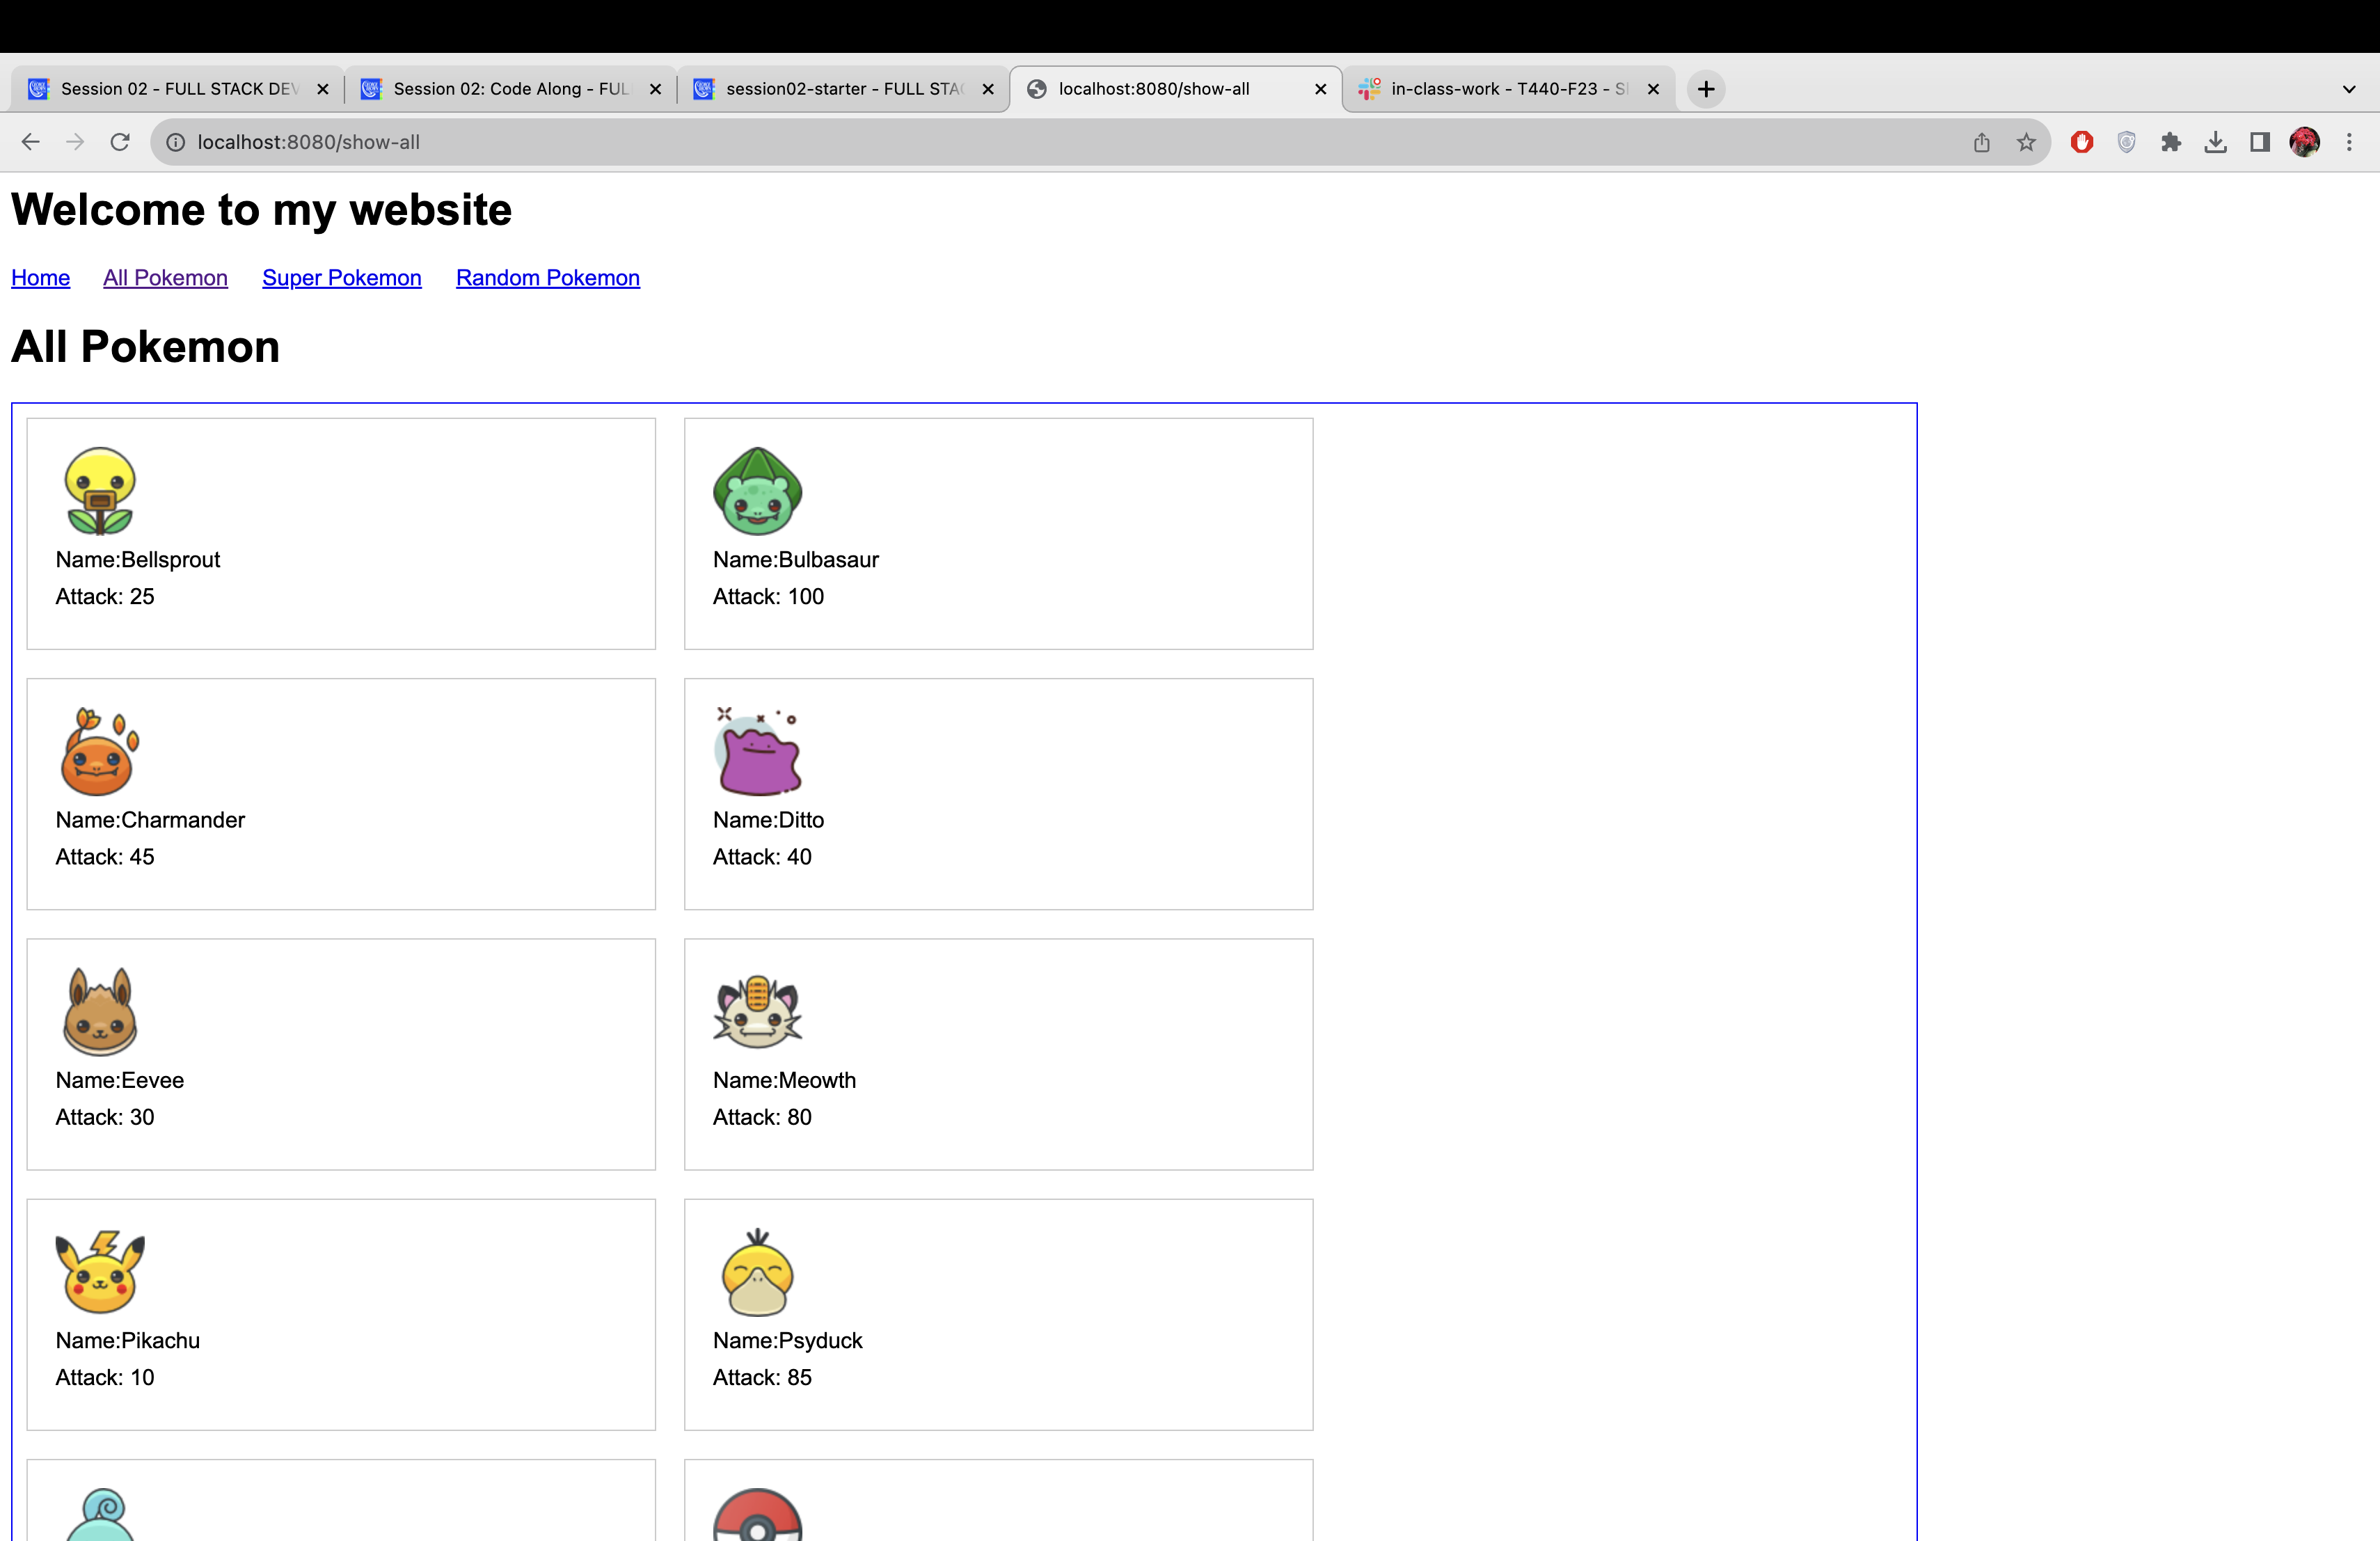 Session 02 - FULL STACK DEV
Session 02: Code Along - FUL
session02-starter - FULL STA
localhost:8080/show-all
in-class-work - T440-F23 - Sl
localhost:8080/show-all
Welcome to my website
Home All Pokemon Super Pokemon Random Pokemon
All Pokemon
Name:Bellsprout
Attack: 25
Name:Bulbasaur
Attack: 100
Name:Charmander
Attack: 45
Name:Ditto
Attack: 40
Name:Eevee
Attack: 30
Name:Meowth
Attack: 80
Name:Pikachu
Attack: 10
Name:Psyduck
Attack: 85